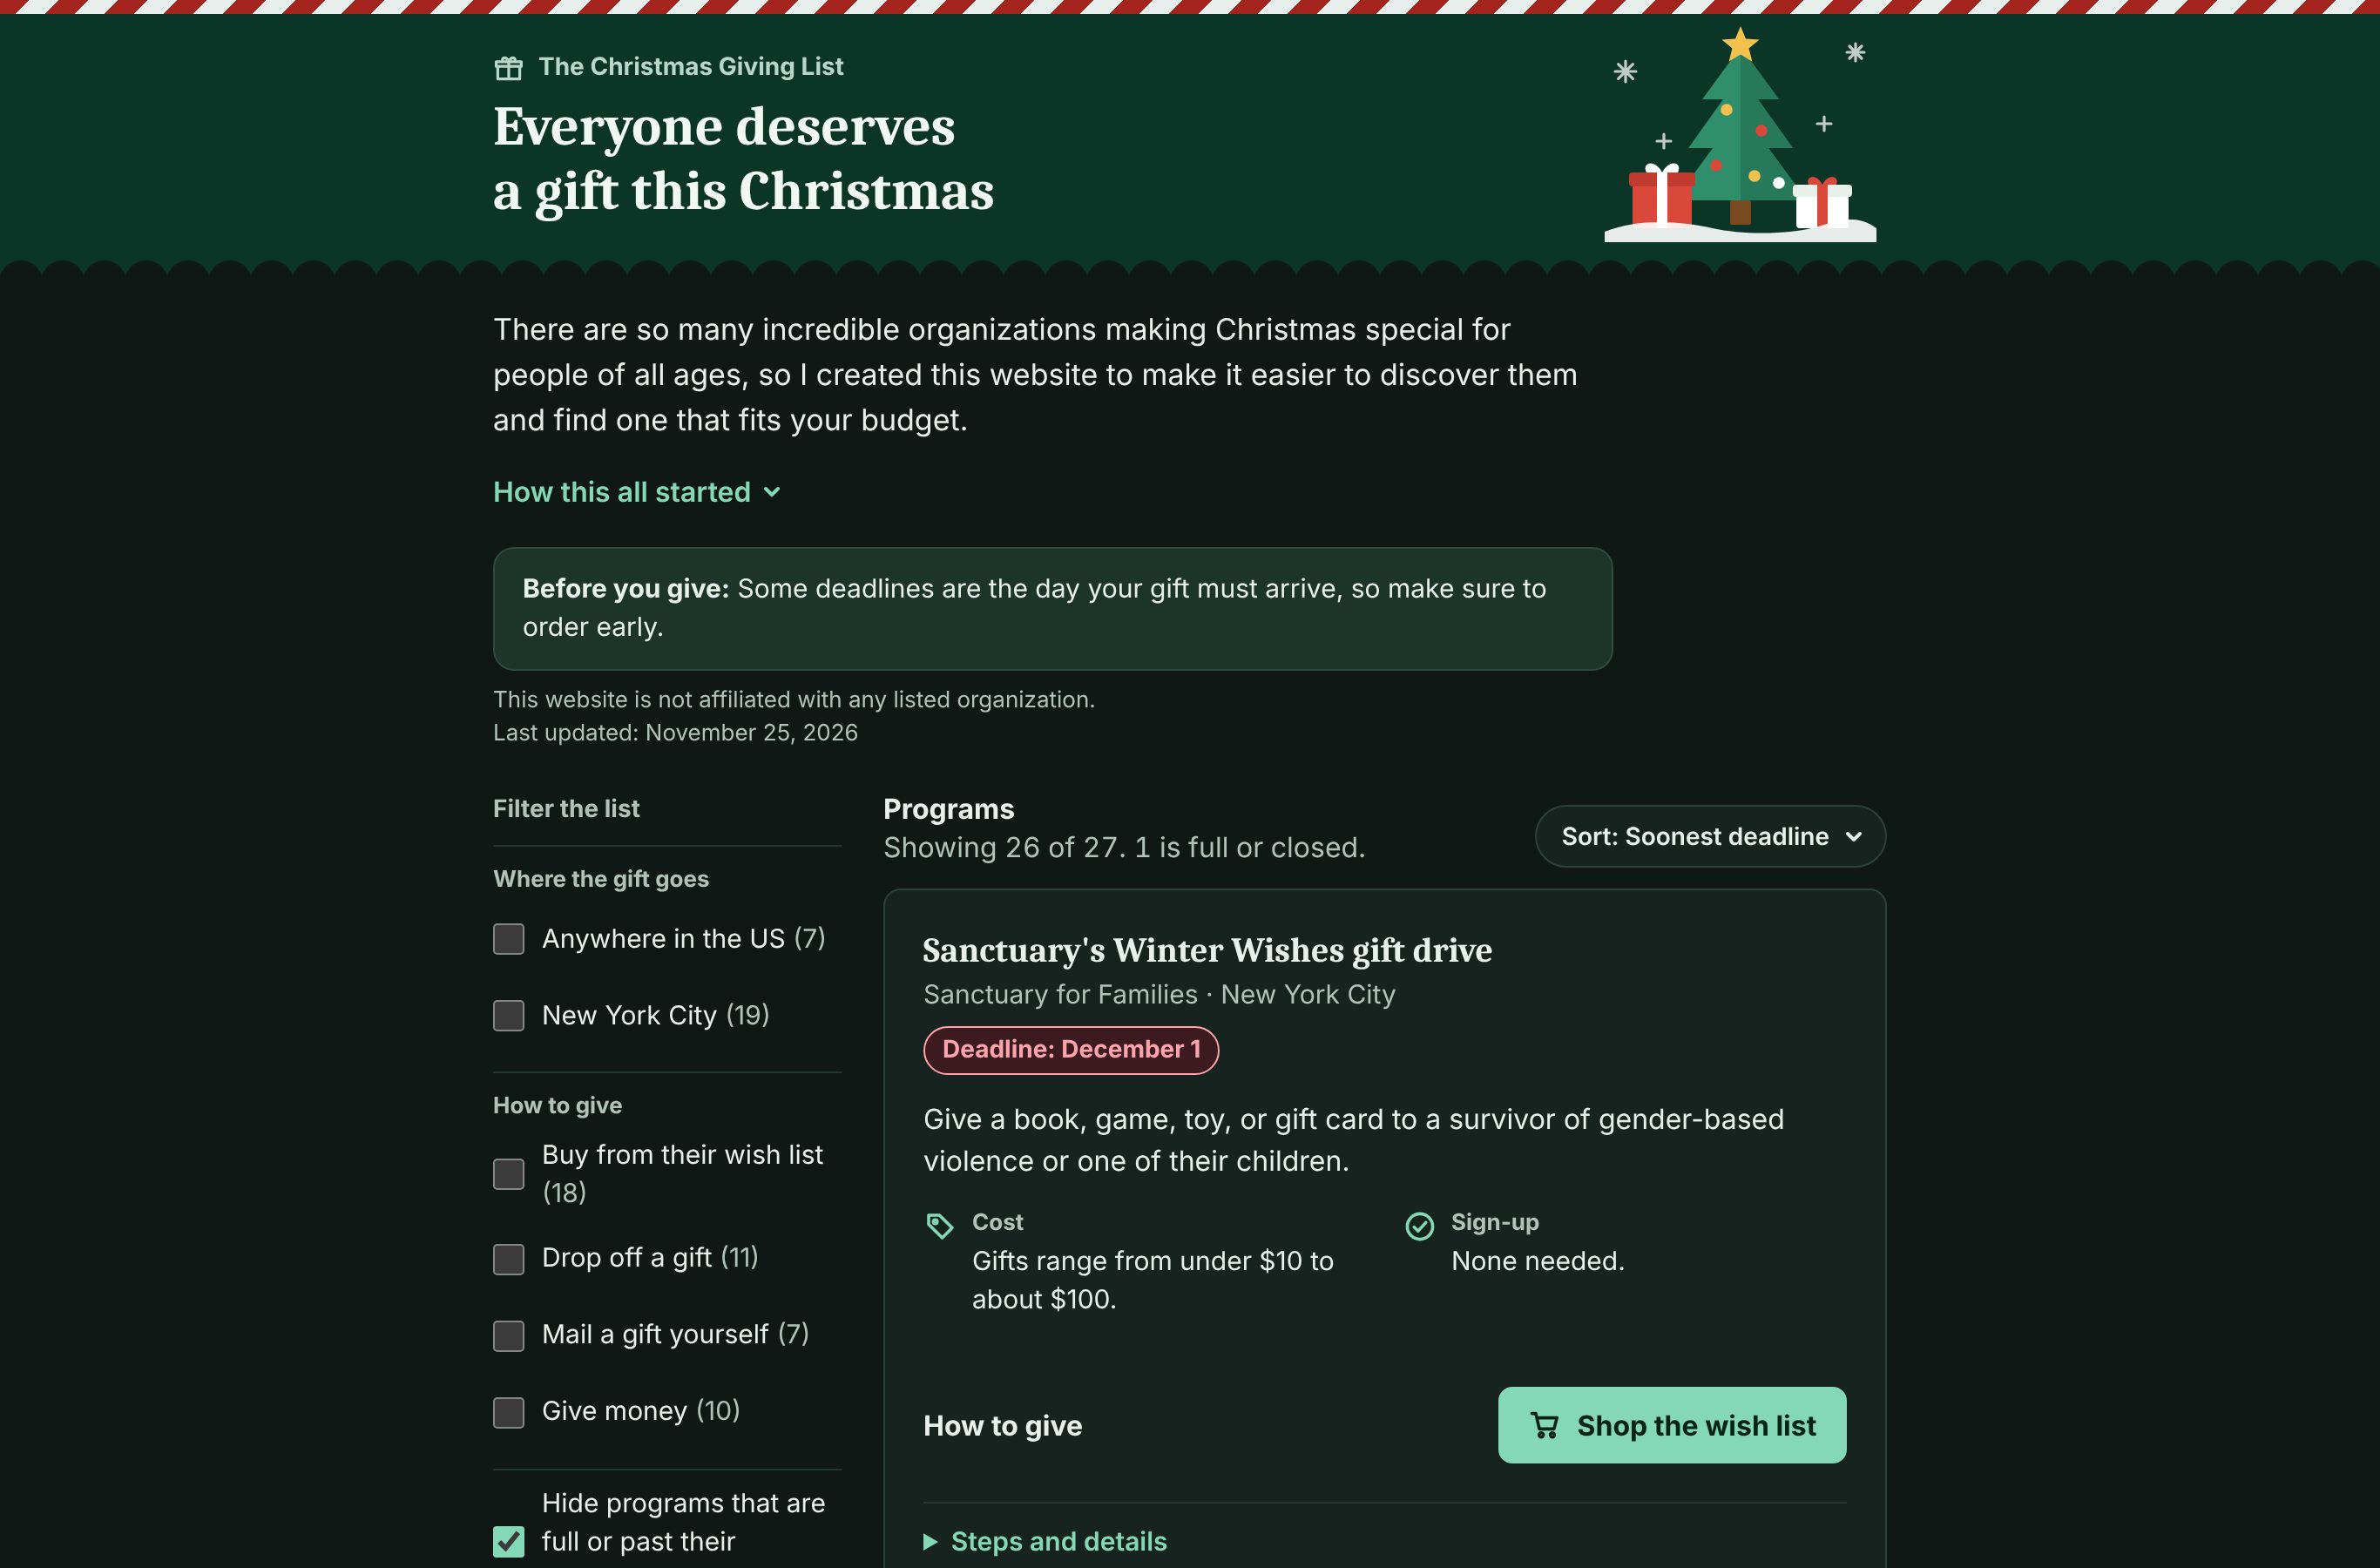 The Christmas Giving List
Everyone deserves
a gift this Christmas
There are so many incredible organizations making Christmas special for
people of all ages, so I created this website to make it easier to discover them
and find one that fits your budget.
How this all started
Before you give: Some deadlines are the day your gift must arrive, so make sure to
order early.
This website is not affiliated with any listed organization.
Last updated: November 25, 2026
Filter the list
Where the gift goes
Anywhere in the US (7)
New York City (19)
How to give
Buy from their wish list
(18)
Drop off a gift (11)
Mail a gift yourself (7)
Give money (10)
Hide programs that are
full or past their
Programs
Showing 26 of 27. 1 is full or closed.
Sort: Soonest deadline
Sanctuary's Winter Wishes gift drive
Sanctuary for Families · New York City
Deadline: December 1
Give a book, game, toy, or gift card to a survivor of gender-based
violence or one of their children.
Cost
Gifts range from under $10 to
about $100.
Sign-up
None needed.
How to give
Shop the wish list
Steps and details